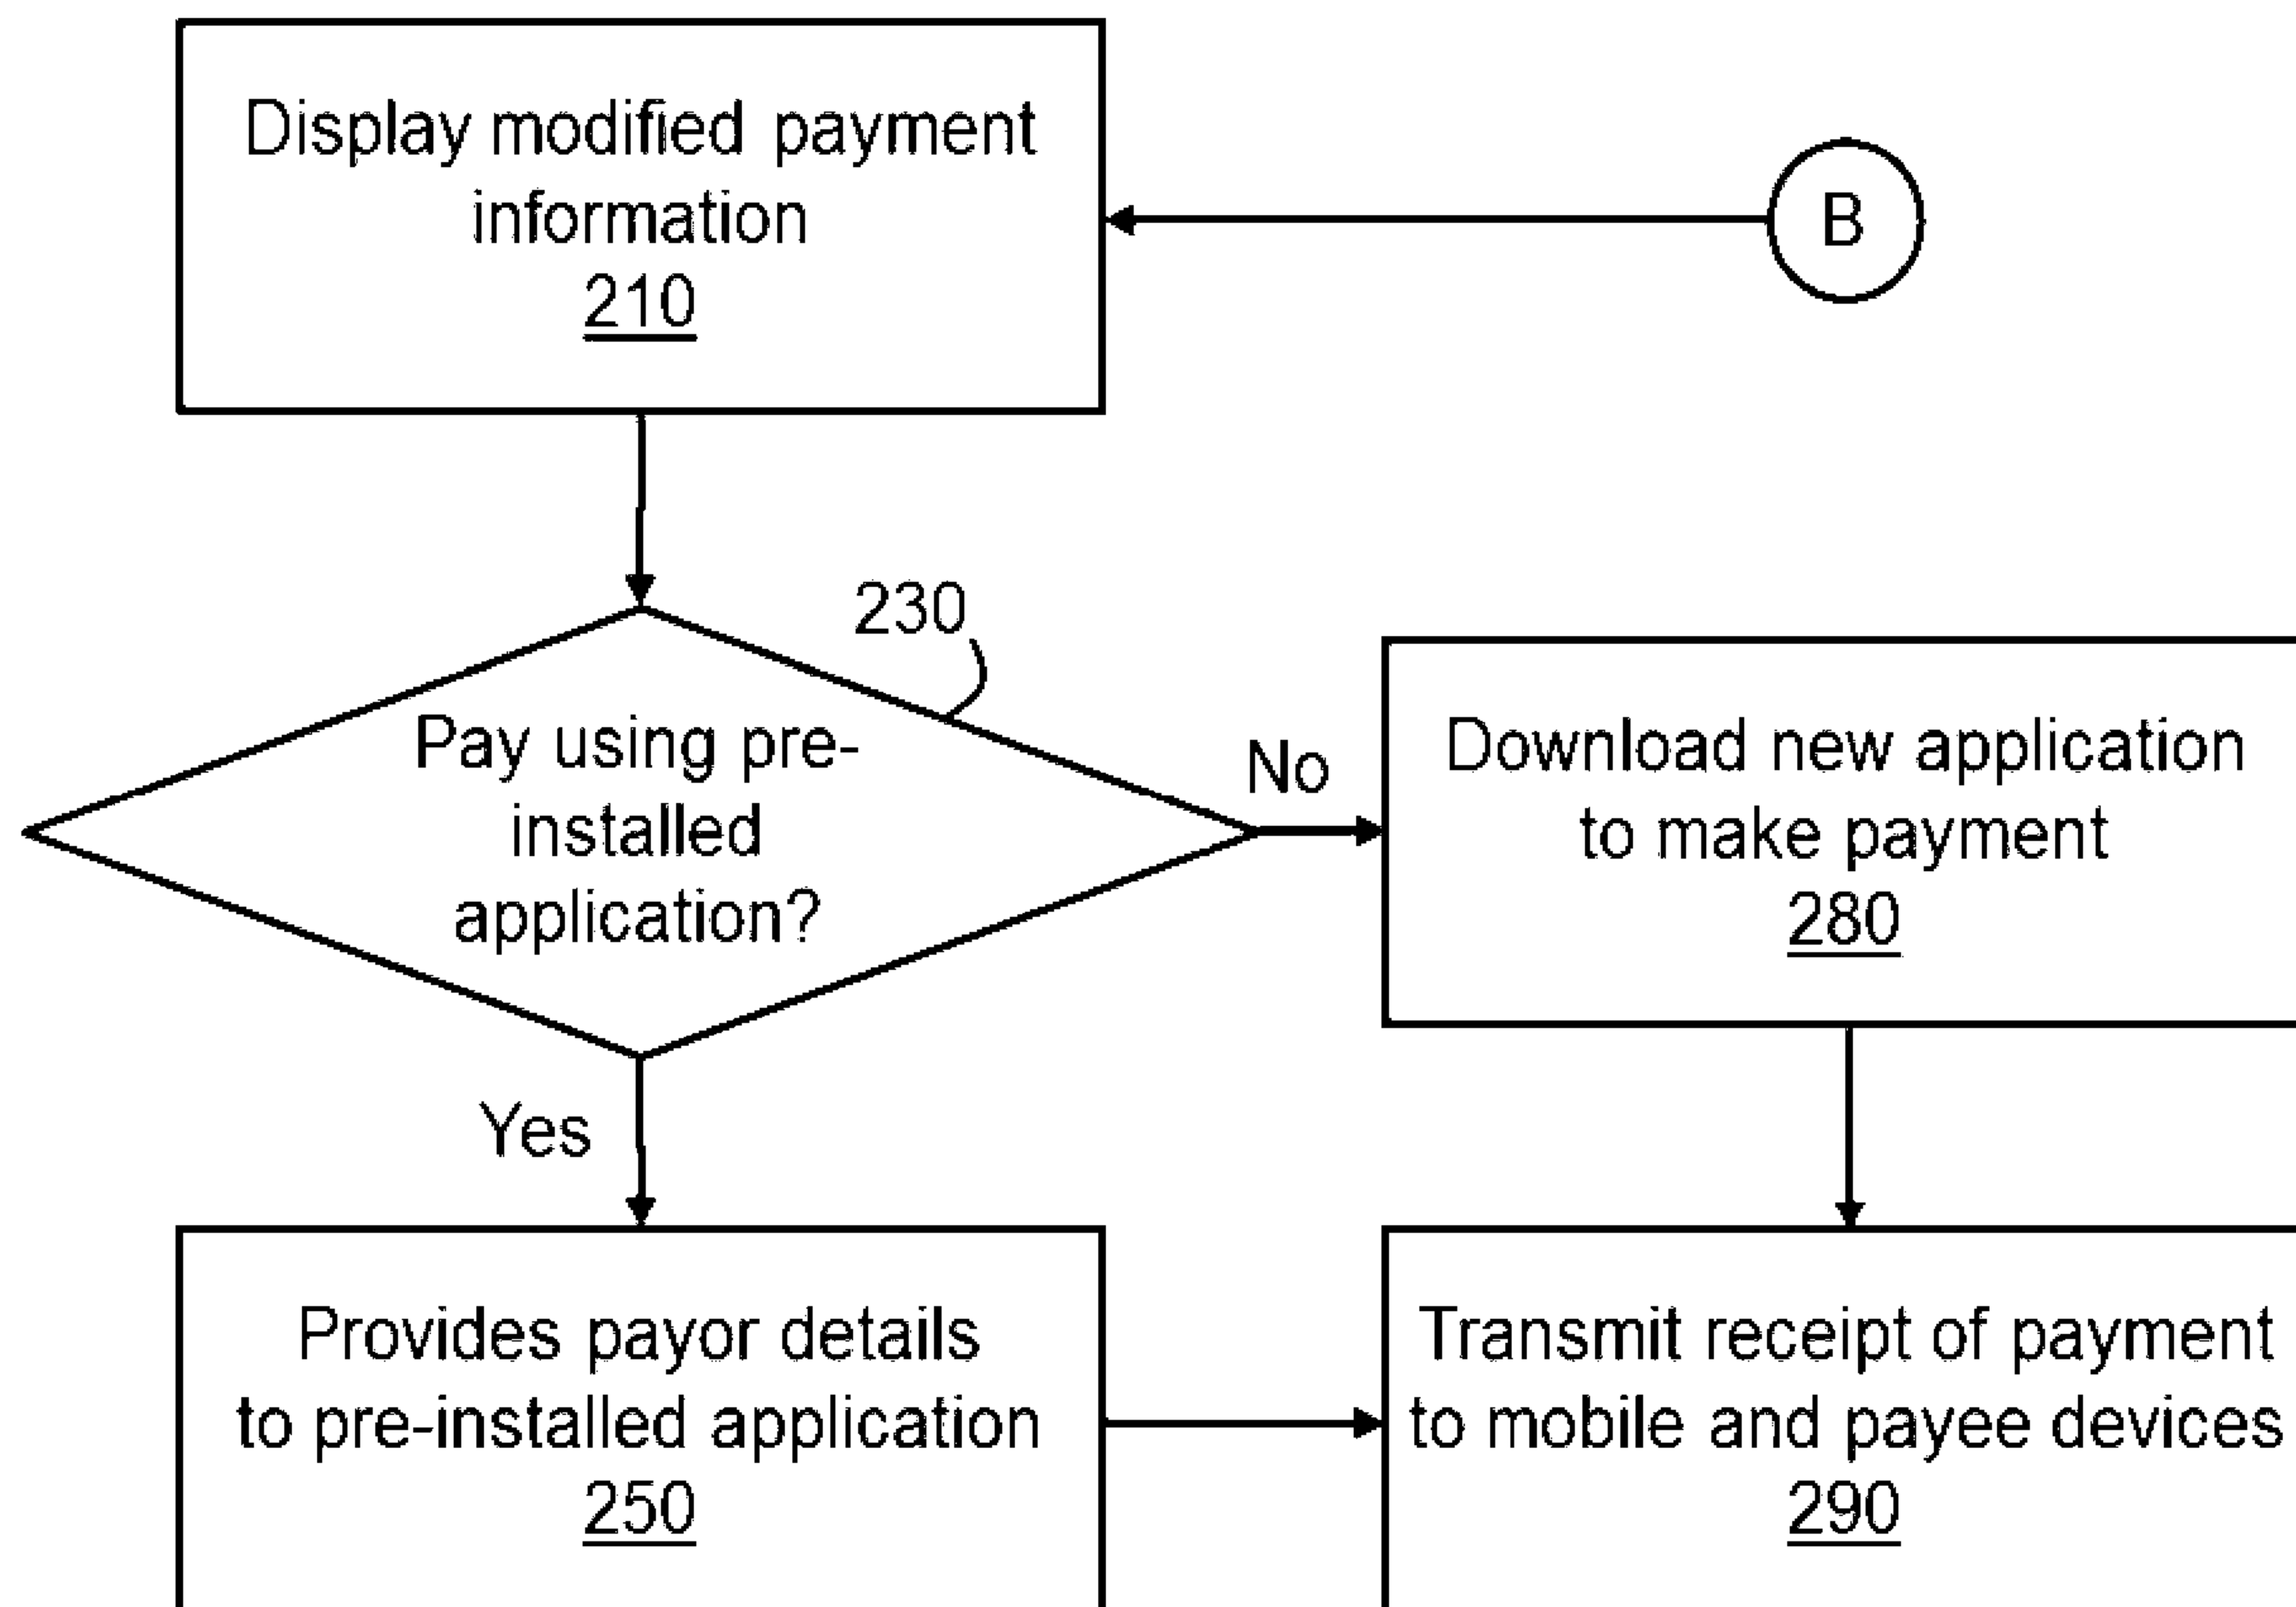 Display modified payment
information
210
B
230
Pay using pre-
installed
application?
No
Download new application
to make payment
280
Yes
Provides payor details
to pre-installed application
250
Transmit receipt of payment
to mobile and payee devices
290